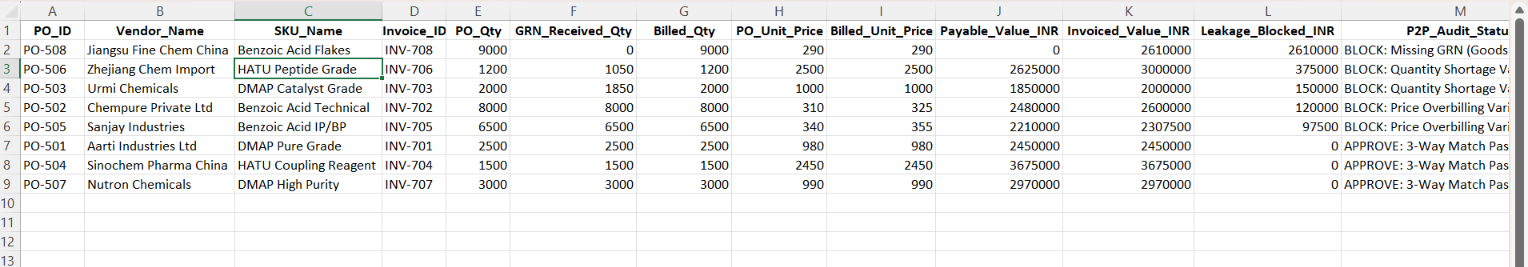 A B C D E F G H I J K L M
1 PO_ID Vendor_Name SKU_Name Invoice_ID PO_Qty GRN_Received_Qty Billed_Qty PO_Unit_Price Billed_Unit_Price Payable_Value_INR Invoiced_Value_INR Leakage_Blocked_INR P2P_Audit_Statu
2 PO-508 Jiangsu Fine Chem China Benzoic Acid Flakes INV-708 9000 0 9000 290 290 0 2610000 2610000 BLOCK: Missing GRN (Goods
3 PO-506 Zhejiang Chem Import HATU Peptide Grade INV-706 1200 1050 1200 2500 2500 2625000 3000000 375000 BLOCK: Quantity Shortage Va
4 PO-503 Urmi Chemicals DMAP Catalyst Grade INV-703 2000 1850 2000 1000 1000 1850000 2000000 150000 BLOCK: Quantity Shortage Va
5 PO-502 Chempure Private Ltd Benzoic Acid Technical INV-702 8000 8000 8000 310 325 2480000 2600000 120000 BLOCK: Price Overbilling Vari
6 PO-505 Sanjay Industries Benzoic Acid IP/BP INV-705 6500 6500 6500 340 355 2210000 2307500 97500 BLOCK: Price Overbilling Vari
7 PO-501 Aarti Industries Ltd DMAP Pure Grade INV-701 2500 2500 2500 980 980 2450000 2450000 0 APPROVE: 3-Way Match Pas
8 PO-504 Sinochem Pharma China HATU Coupling Reagent INV-704 1500 1500 1500 2450 2450 3675000 3675000 0 APPROVE: 3-Way Match Pas
9 PO-507 Nutron Chemicals DMAP High Purity INV-707 3000 3000 3000 990 990 2970000 2970000 0 APPROVE: 3-Way Match Pas
10
11
12
13